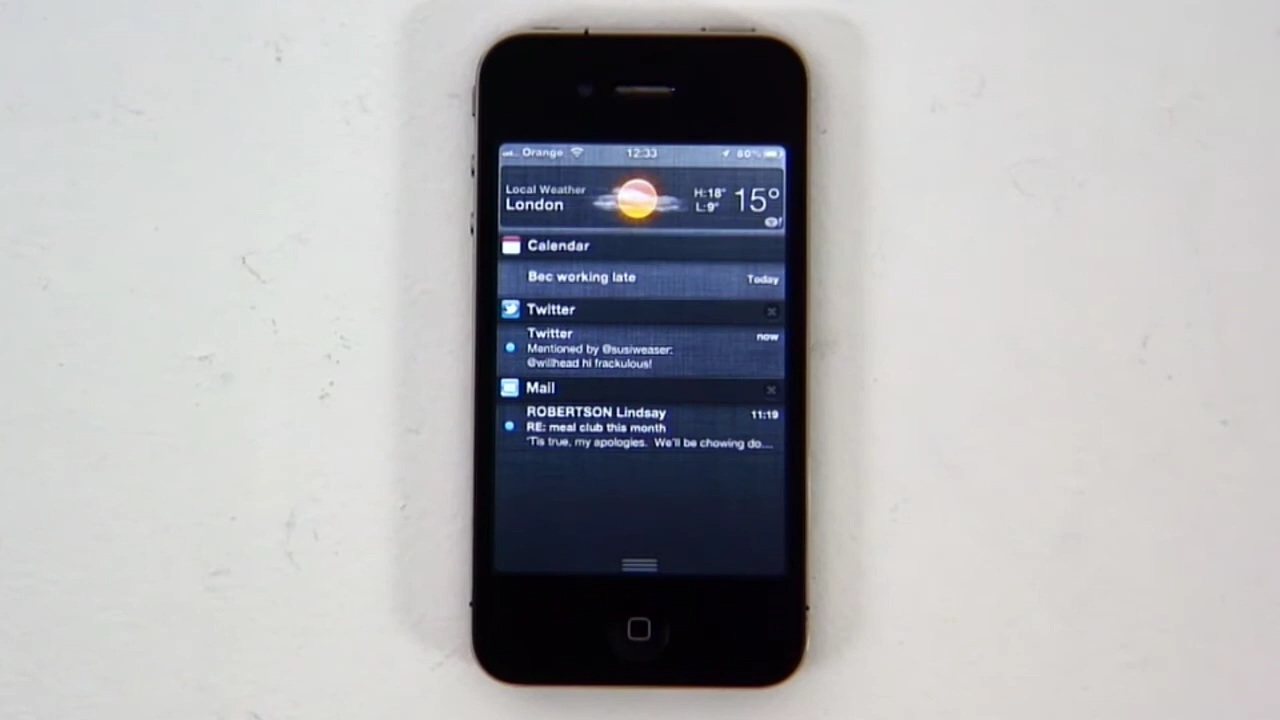 Orange 12:33 60%
Local Weather
London
H:18°
L:9°
15°
Calendar
Bec working late Today
Twitter
Twitter now
Mentioned by @susiweaser:
@willhead hi frackulous!
Mail
ROBERTSON Lindsay 11:19
RE: meal club this month
'Tis true, my apologies. We'll be chowing do....